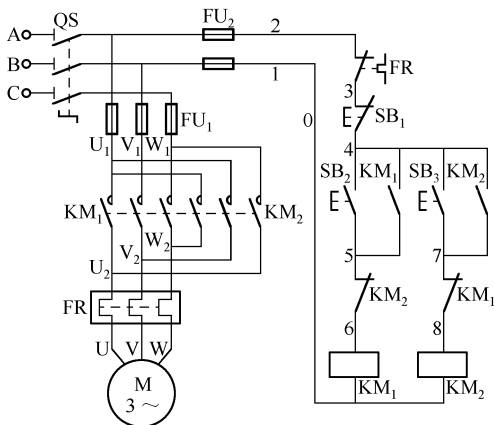 QS
FU₂
2
A
B
1
C
FR
3
SB₁
0
FU₁
U₁
V₁
W₁
4
SB₂
KM₁
SB₃
KM₂
KM₁
KM₂
W₂
V₂
U₂
5
7
KM₂
KM₁
FR
6
8
U
V
W
M
3 ～
KM₁
KM₂